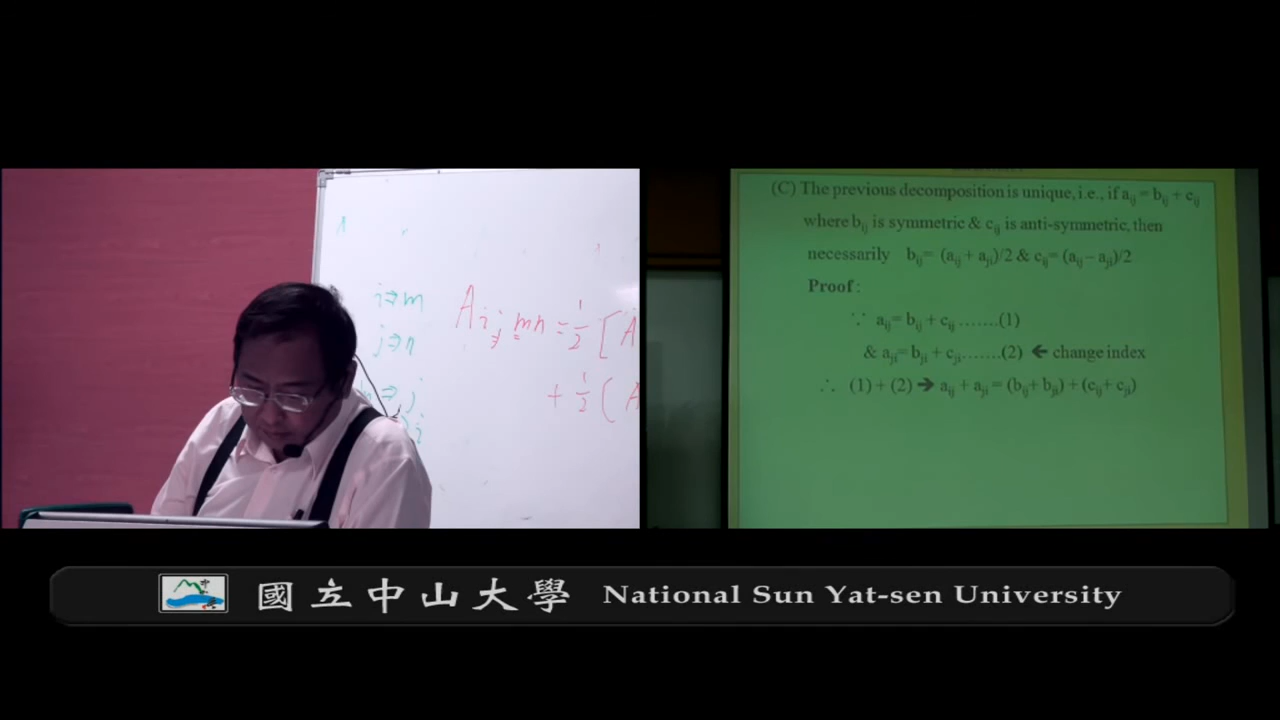 i⇒m
j⇒n
⇒j
i
A i j mn = 1/2 [A
+ 1/2 (A
(C) The previous decomposition is unique, i.e., if aij = bij + cij
where bij is symmetric & cij is anti-symmetric, then
necessarily bij= (aij + aji)/2 & cij= (aij – aji)/2
Proof :
∵ aij= bij + cij …….(1)
& aji= bji + cji…….(2) ← change index
∴ (1) + (2) ➔ aij + aji = (bij+ bji) + (cij+ cji)
國立中山大學 National Sun Yat-sen University